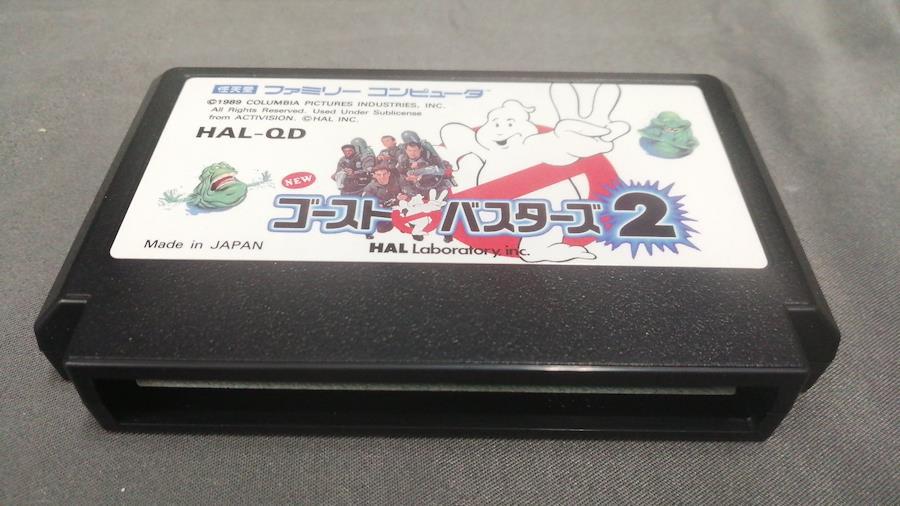 任天堂 ファミリー コンピュータ™
©1989 COLUMBIA PICTURES INDUSTRIES, INC.
All Rights Reserved. Used Under Sublicense
from ACTIVISION. ©HAL INC.
HAL-QD
NEW
ゴーストバスターズ2
Made in JAPAN
HAL Laboratory, inc.